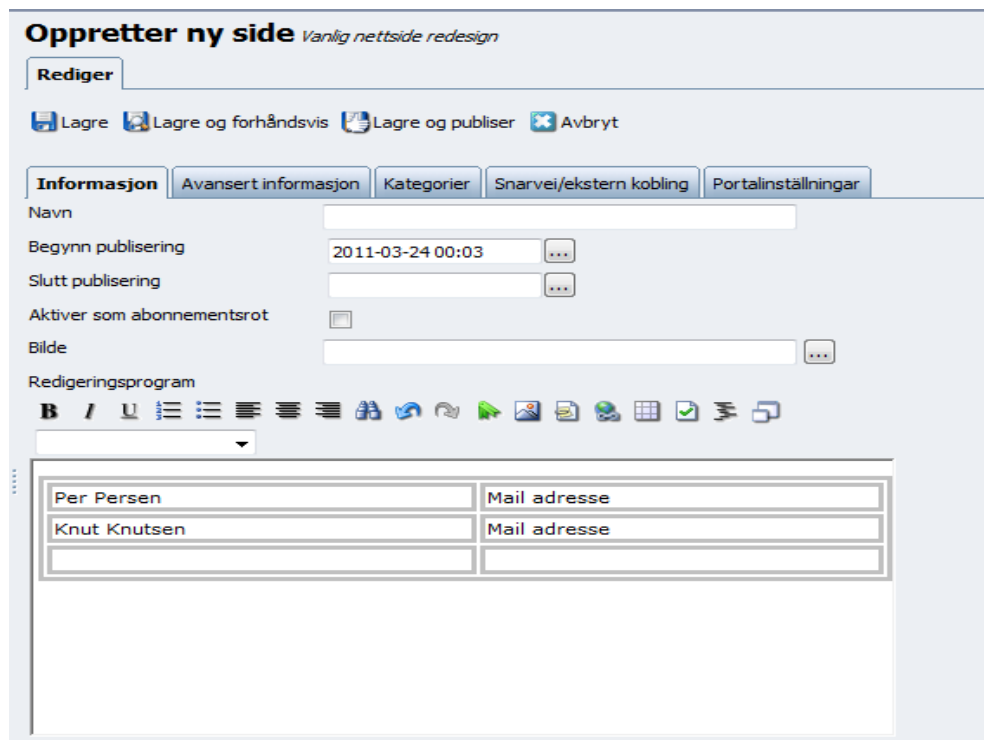 Oppretter ny side Vanlig nettside redesign
Rediger
Lagre Lagre og forhåndsvis Lagre og publiser Avbryt
Informasjon Avansert informasjon Kategorier Snarvei/ekstern kobling Portalinställningar
Navn
Begynn publisering 2011-03-24 00:03 ...
Slutt publisering ...
Aktiver som abonnementsrot
Bilde ...
Redigeringsprogram
B I U
Per Persen Mail adresse
Knut Knutsen Mail adresse